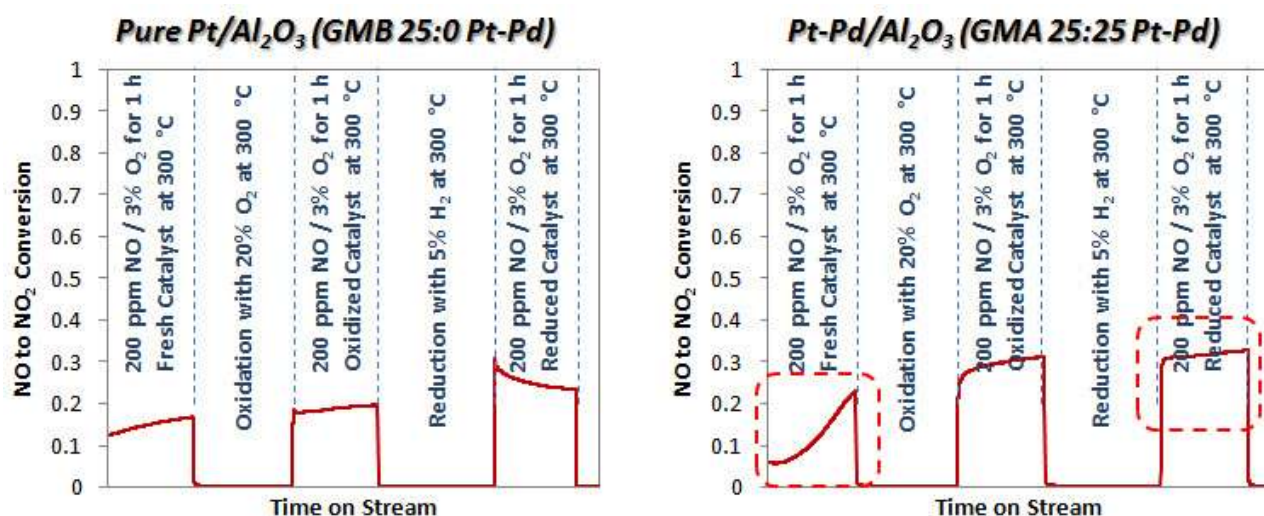 Pure Pt/Al₂O₃ (GMB 25:0 Pt-Pd)
NO to NO₂ Conversion
1
0.9
0.8
0.7
0.6
0.5
0.4
0.3
0.2
0.1
0
200 ppm NO / 3% O₂ for 1 h
Fresh Catalyst at 300 °C
Oxidation with 20% O₂ at 300 °C
200 ppm NO / 3% O₂ for 1 h
Oxidized Catalyst at 300 °C
Reduction with 5% H₂ at 300 °C
200 ppm NO / 3% O₂ for 1 h
Reduced Catalyst at 300 °C
Time on Stream
Pt-Pd/Al₂O₃ (GMA 25:25 Pt-Pd)
NO to NO₂ Conversion
1
0.9
0.8
0.7
0.6
0.5
0.4
0.3
0.2
0.1
0
200 ppm NO / 3% O₂ for 1 h
Fresh Catalyst at 300 °C
Oxidation with 20% O₂ at 300 °C
200 ppm NO / 3% O₂ for 1 h
Oxidized Catalyst at 300 °C
Reduction with 5% H₂ at 300 °C
200 ppm NO / 3% O₂ for 1 h
Reduced Catalyst at 300 °C
Time on Stream